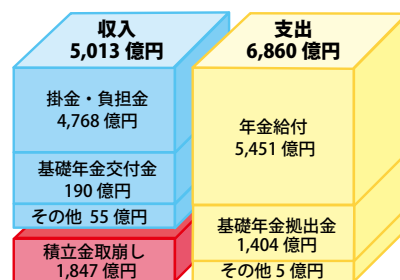 収入
5,013 億円
掛金・負担金
4,768 億円
基礎年金交付金
190 億円
その他 55 億円
積立金取崩し
1,847 億円
支出
6,860 億円
年金給付
5,451 億円
基礎年金拠出金
1,404 億円
その他 5 億円